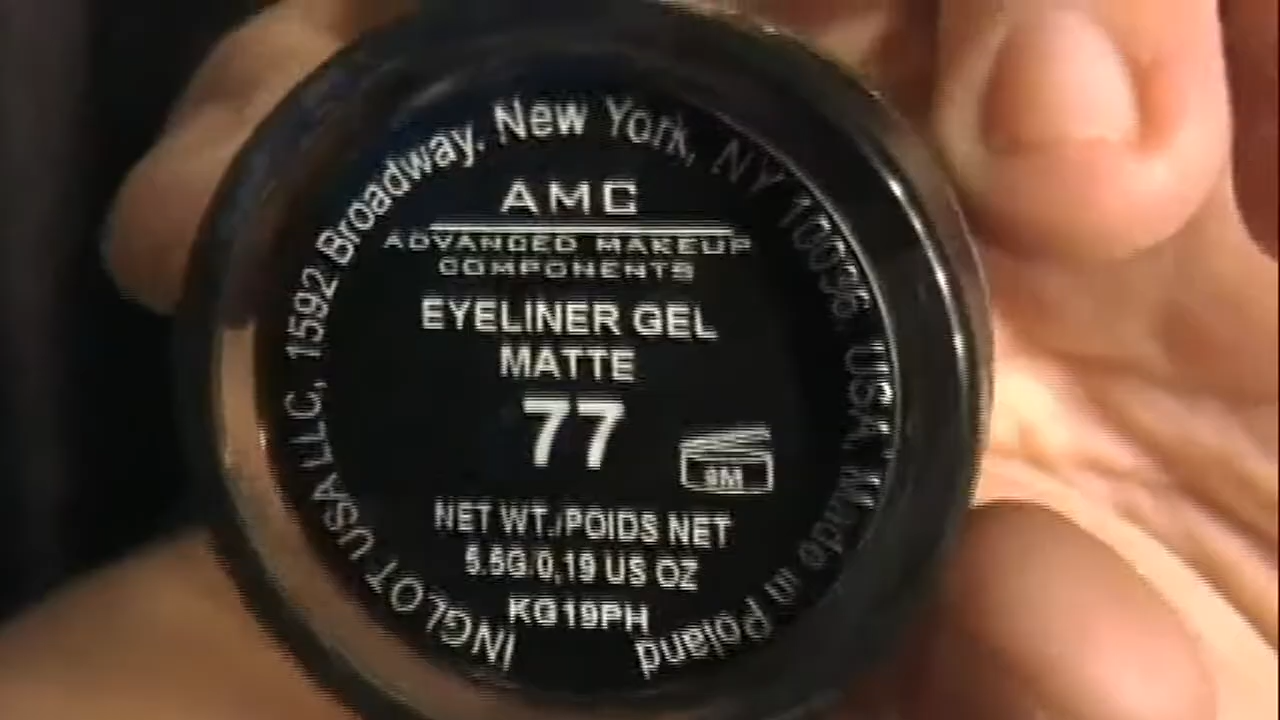 INGLOT USA LLC, 1592 Broadway, New York, NY 10036, USA, Made in Poland
AMC
ADVANCED MAKEUP
COMPONENTS
EYELINER GEL
MATTE
77
NET WT./POIDS NET
5.5G/0,19 US OZ
KG19PH